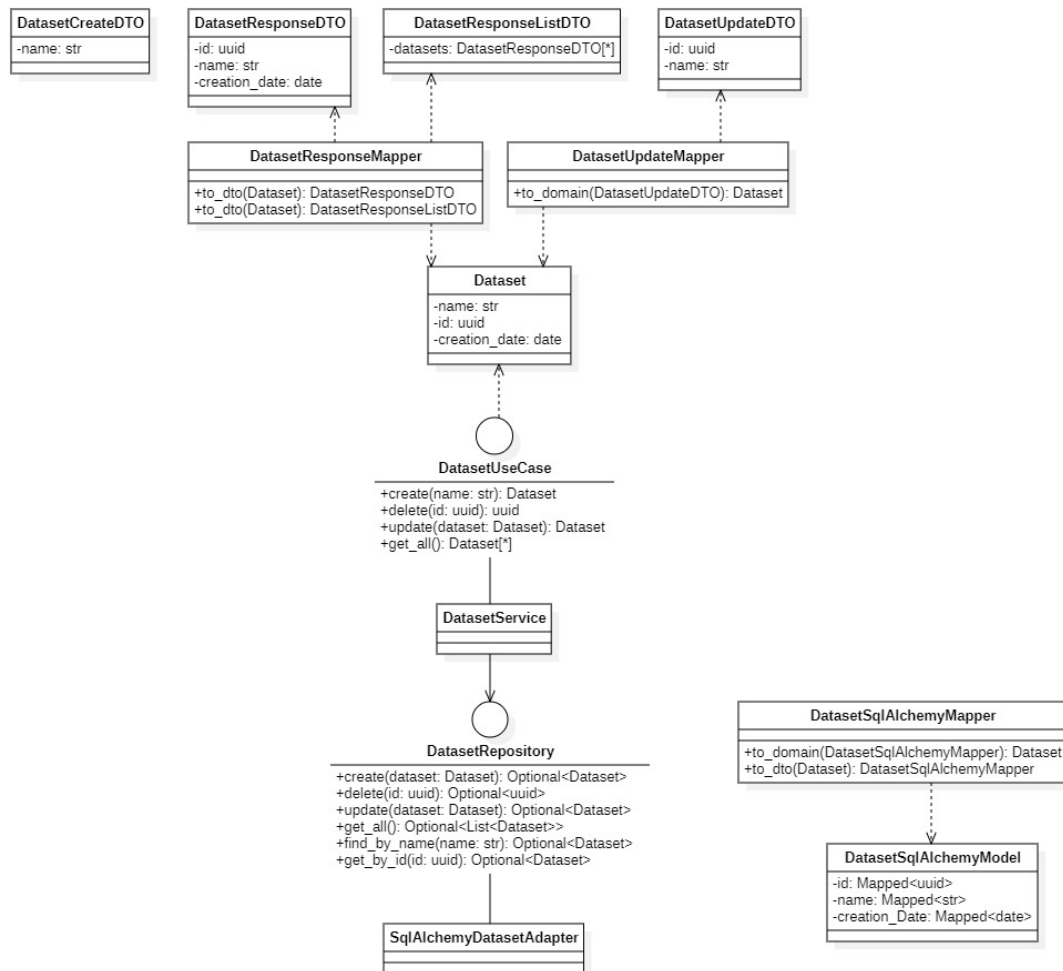 DatasetCreateDTO
-name: str
DatasetResponseDTO
-id: uuid
-name: str
-creation_date: date
DatasetResponseListDTO
-datasets: DatasetResponseDTO[*]
DatasetUpdateDTO
-id: uuid
-name: str
DatasetResponseMapper
+to_dto(Dataset): DatasetResponseDTO
+to_dto(Dataset): DatasetResponseListDTO
DatasetUpdateMapper
+to_domain(DatasetUpdateDTO): Dataset
Dataset
-name: str
-id: uuid
-creation_date: date
DatasetUseCase
+create(name: str): Dataset
+delete(id: uuid): uuid
+update(dataset: Dataset): Dataset
+get_all(): Dataset[*]
DatasetService
DatasetRepository
+create(dataset: Dataset): Optional<Dataset>
+delete(id: uuid): Optional<uuid>
+update(dataset: Dataset): Optional<Dataset>
+get_all(): Optional<List<Dataset>>
+find_by_name(name: str): Optional<Dataset>
+get_by_id(id: uuid): Optional<Dataset>
SqlAlchemyDatasetAdapter
DatasetSqlAlchemyMapper
+to_domain(DatasetSqlAlchemyMapper): Dataset
+to_dto(Dataset): DatasetSqlAlchemyMapper
DatasetSqlAlchemyModel
-id: Mapped<uuid>
-name: Mapped<str>
-creation_Date: Mapped<date>